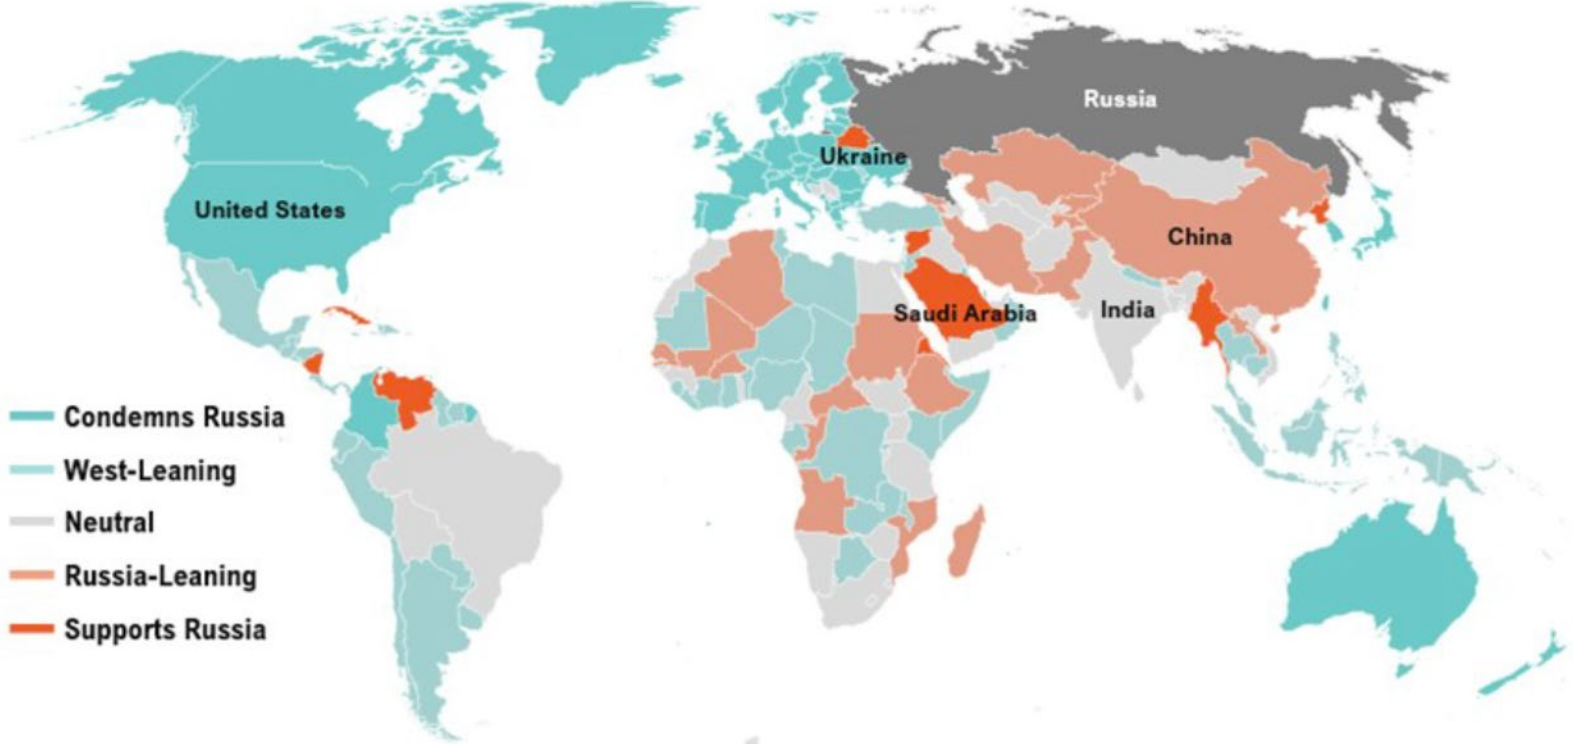 Russia
Ukraine
United States
China
Saudi Arabia
India
Condemns Russia
West-Leaning
Neutral
Russia-Leaning
Supports Russia